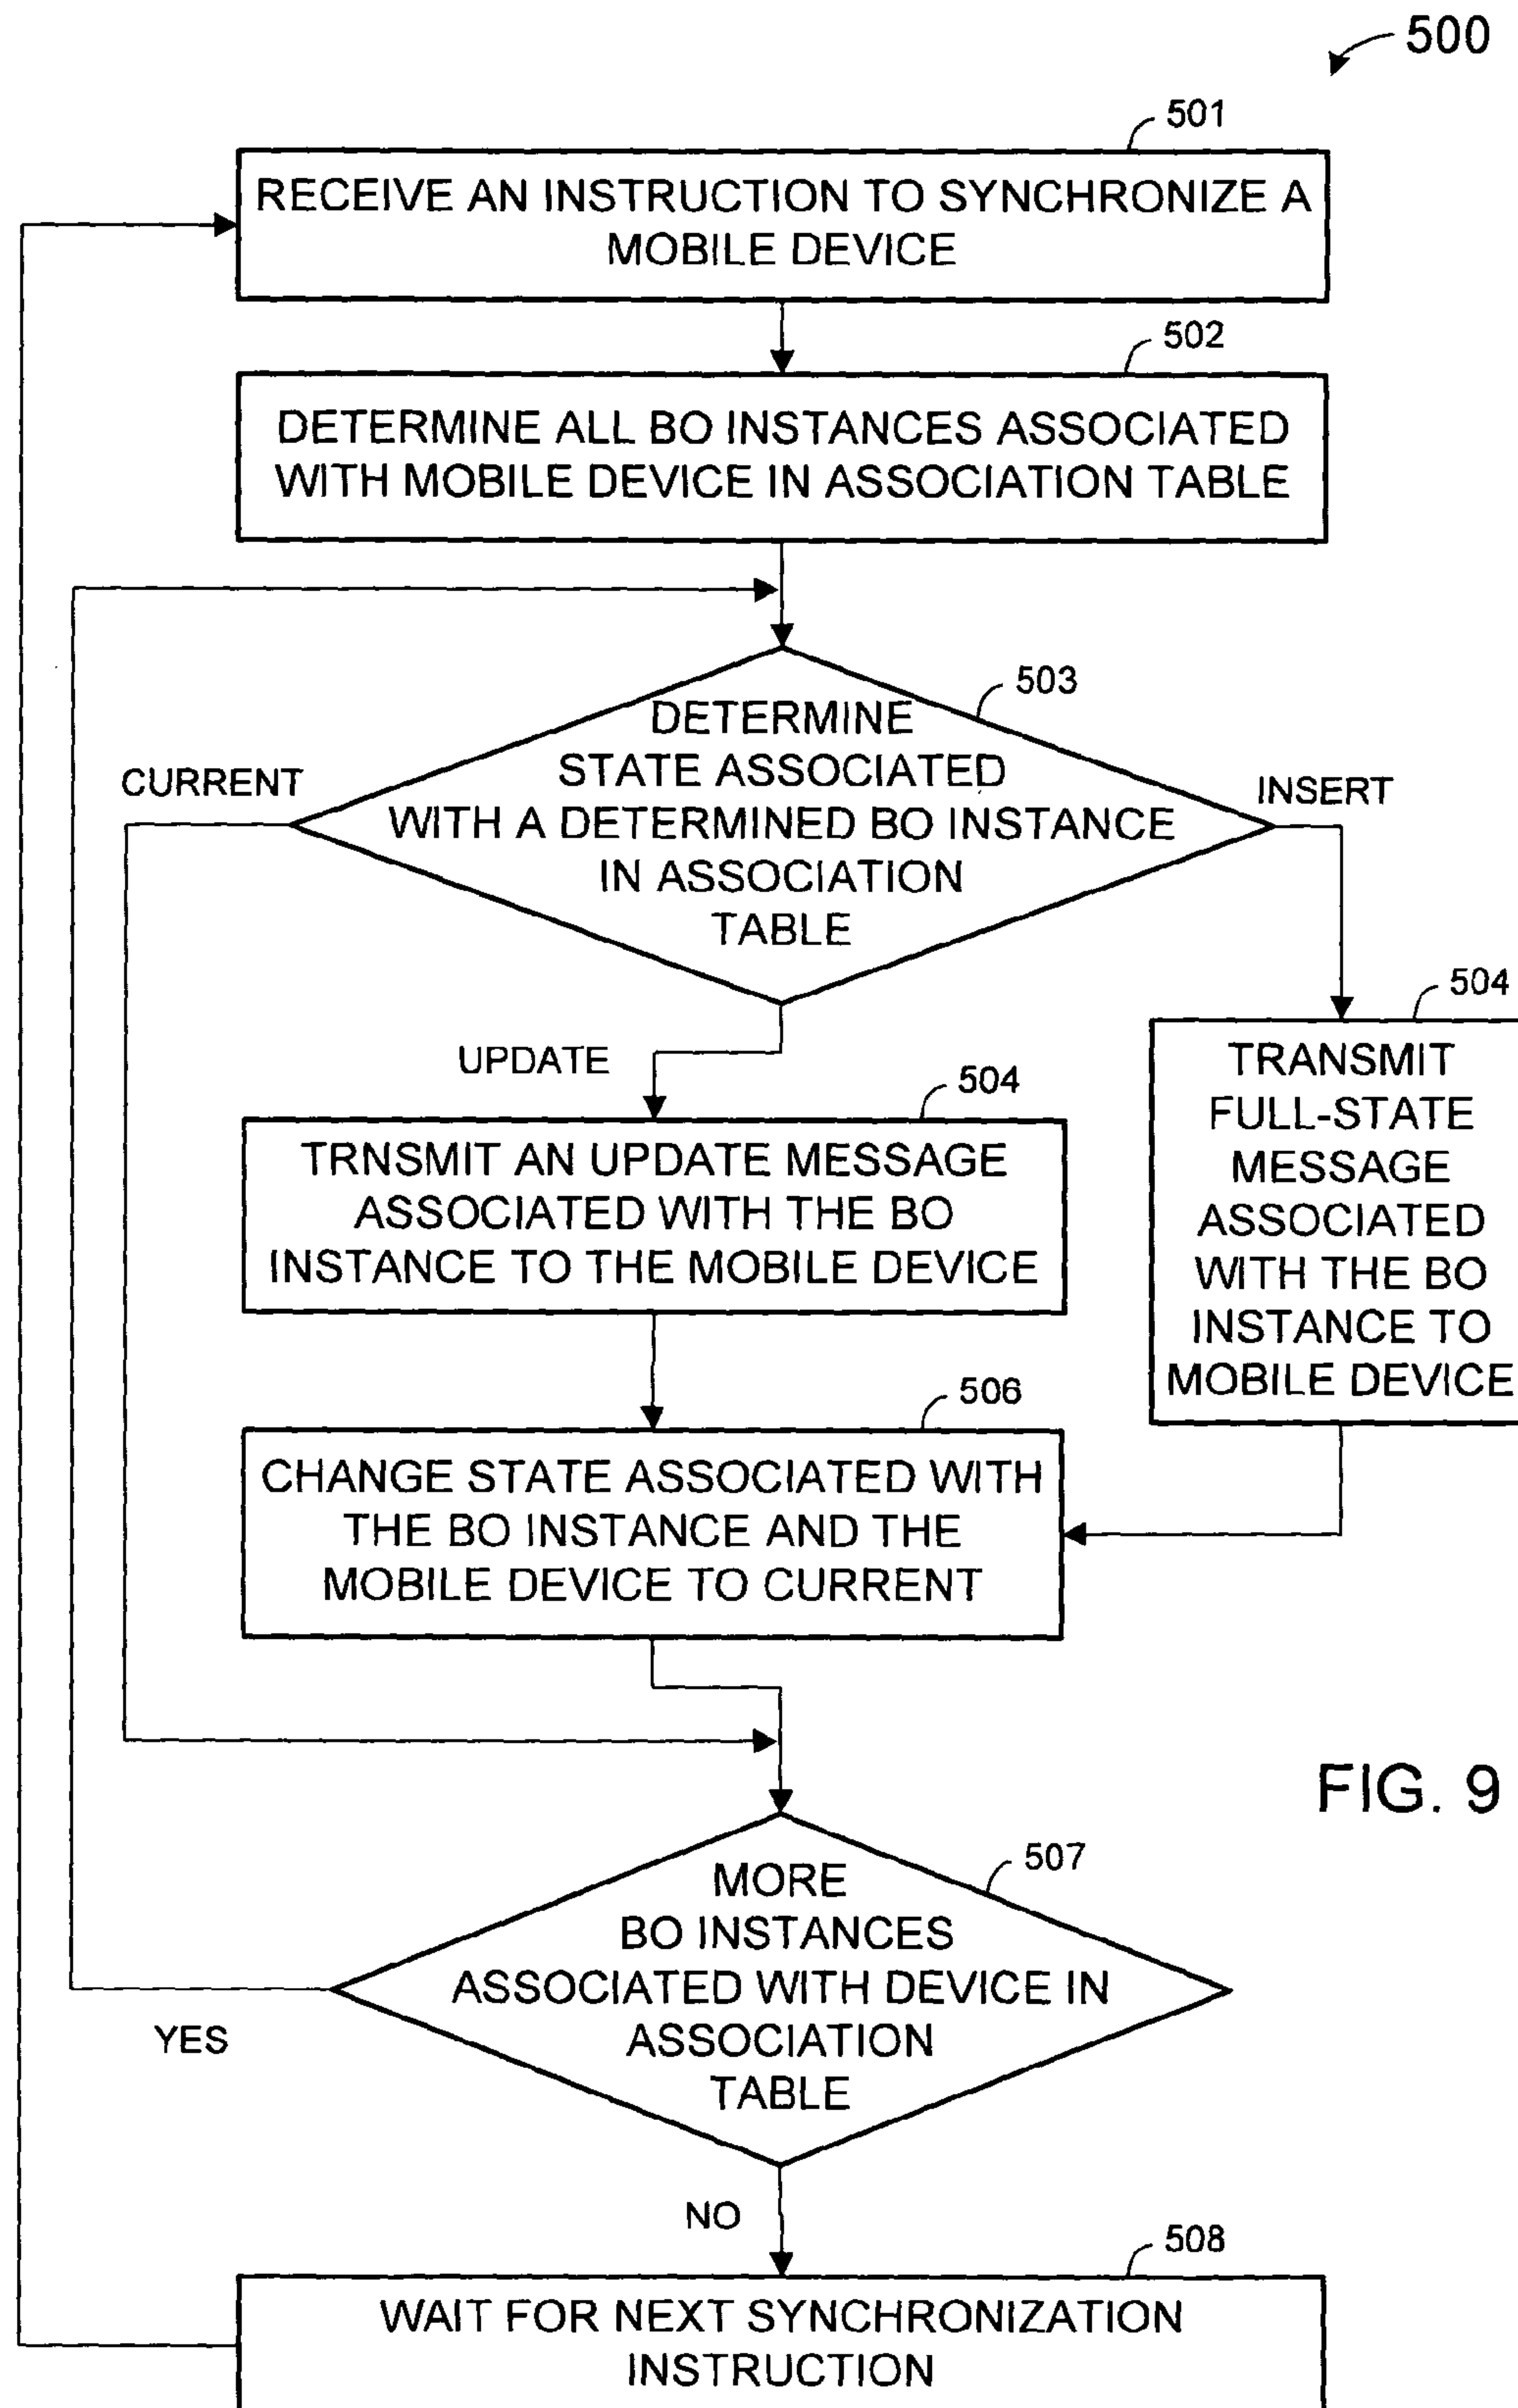 500
501
RECEIVE AN INSTRUCTION TO SYNCHRONIZE A
MOBILE DEVICE
502
DETERMINE ALL BO INSTANCES ASSOCIATED
WITH MOBILE DEVICE IN ASSOCIATION TABLE
503
DETERMINE
STATE ASSOCIATED
WITH A DETERMINED BO INSTANCE
IN ASSOCIATION
TABLE
CURRENT
INSERT
UPDATE
504
TRNSMIT AN UPDATE MESSAGE
ASSOCIATED WITH THE BO
INSTANCE TO THE MOBILE DEVICE
504
TRANSMIT
FULL-STATE
MESSAGE
ASSOCIATED
WITH THE BO
INSTANCE TO
MOBILE DEVICE
506
CHANGE STATE ASSOCIATED WITH
THE BO INSTANCE AND THE
MOBILE DEVICE TO CURRENT
FIG. 9
507
MORE
BO INSTANCES
ASSOCIATED WITH DEVICE IN
ASSOCIATION
TABLE
YES
NO
508
WAIT FOR NEXT SYNCHRONIZATION
INSTRUCTION